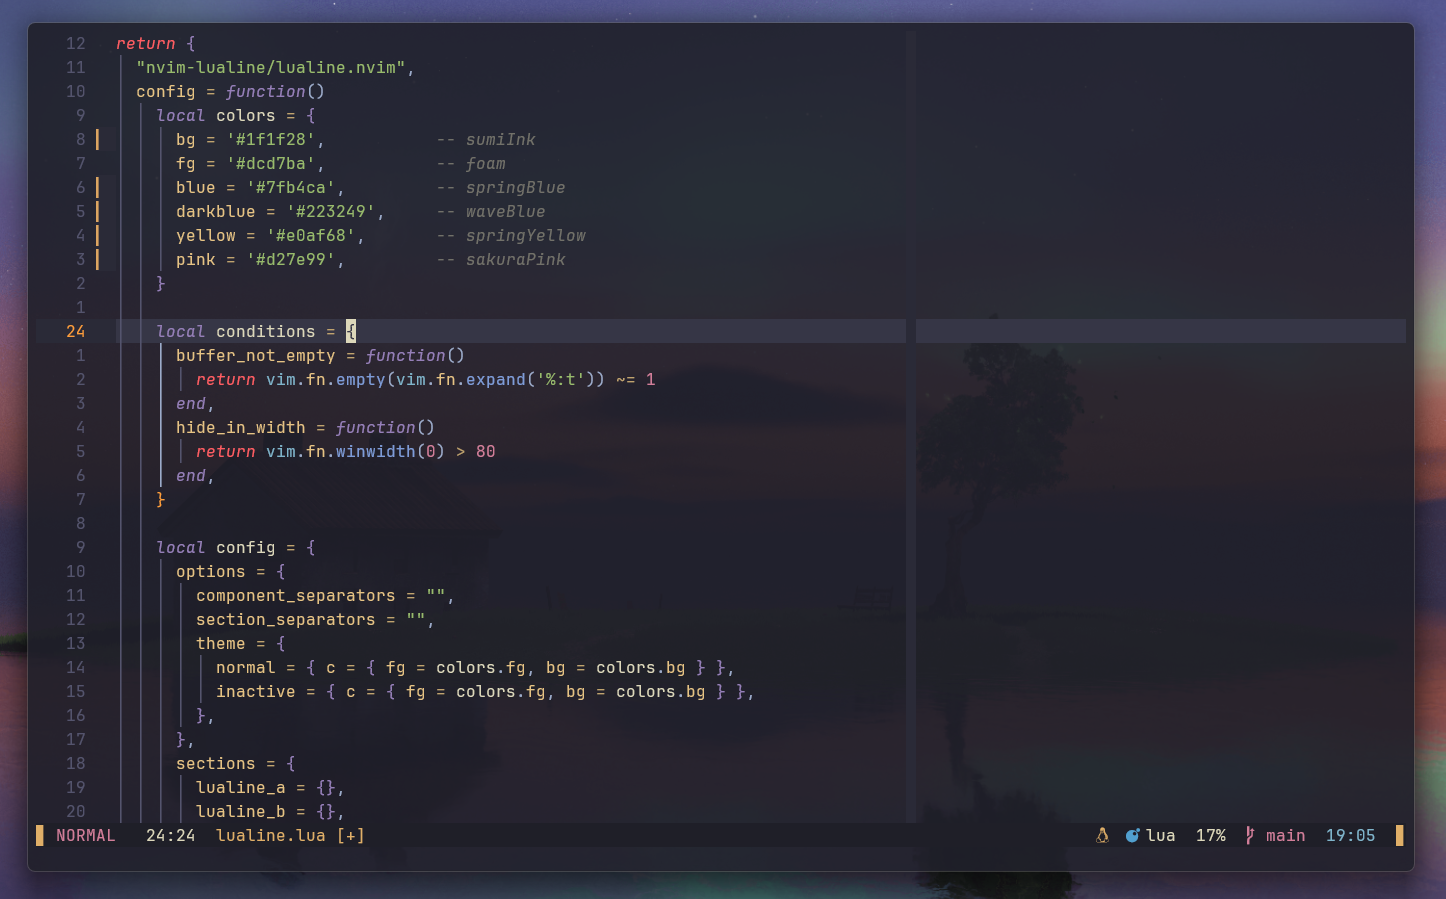 12 return {
11 "nvim-lualine/lualine.nvim",
10 config = function()
9 local colors = {
8 bg = '#1f1f28', -- sumiInk
7 fg = '#dcd7ba', -- foam
6 blue = '#7fb4ca', -- springBlue
5 darkblue = '#223249', -- waveBlue
4 yellow = '#e0af68', -- springYellow
3 pink = '#d27e99', -- sakuraPink
2 }
1
24 local conditions = {
1 buffer_not_empty = function()
2 return vim.fn.empty(vim.fn.expand('%:t')) ~= 1
3 end,
4 hide_in_width = function()
5 return vim.fn.winwidth(0) > 80
6 end,
7 }
8
9 local config = {
10 options = {
11 component_separators = "",
12 section_separators = "",
13 theme = {
14 normal = { c = { fg = colors.fg, bg = colors.bg } },
15 inactive = { c = { fg = colors.fg, bg = colors.bg } },
16 },
17 },
18 sections = {
19 lualine_a = {},
20 lualine_b = {},
NORMAL 24:24 lualine.lua [+] lua 17% main 19:05